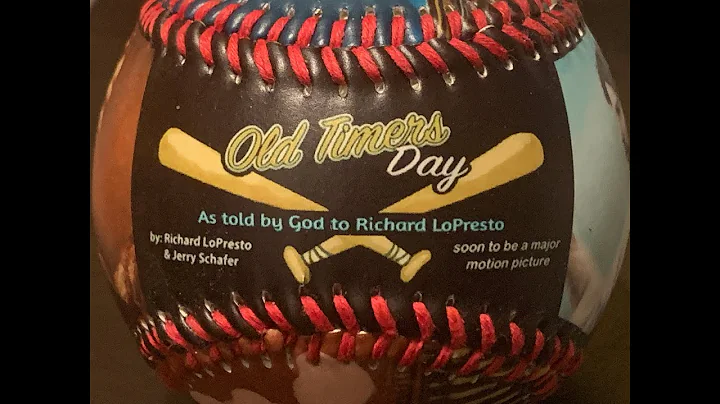 Old Timers
Day
As told by God to Richard LoPresto
by: Richard LoPresto
& Jerry Schafer
soon to be a major
motion picture